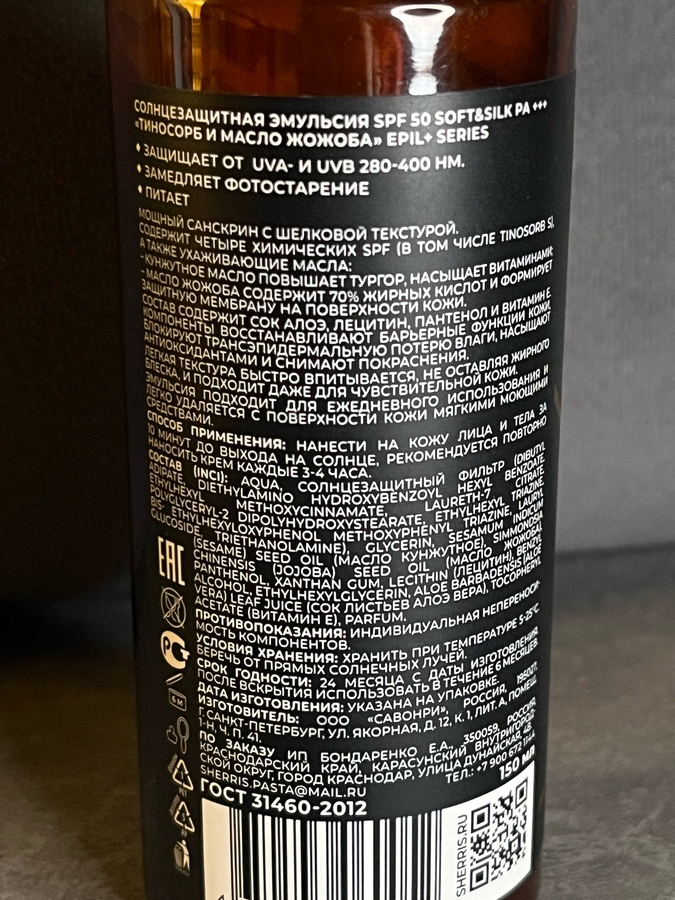 СОЛНЦЕЗАЩИТНАЯ ЭМУЛЬСИЯ SPF 50 SOFT&SILK PA +++
«ТИНОСОРБ И МАСЛО ЖОЖОБА» EPIL+ SERIES
• ЗАЩИЩАЕТ ОТ UVA- И UVB 280-400 НМ.
• ЗАМЕДЛЯЕТ ФОТОСТАРЕНИЕ
• ПИТАЕТ
МОЩНЫЙ САНСКРИН С ШЕЛКОВОЙ ТЕКСТУРОЙ.
СОДЕРЖИТ ЧЕТЫРЕ ХИМИЧЕСКИХ SPF (В ТОМ ЧИСЛЕ TINOSORB S),
А ТАКЖЕ УХАЖИВАЮЩИЕ МАСЛА:
- КУНЖУТНОЕ МАСЛО ПОВЫШАЕТ ТУРГОР, НАСЫЩАЕТ ВИТАМИНАМИ;
- МАСЛО ЖОЖОБА СОДЕРЖИТ 70% ЖИРНЫХ КИСЛОТ И ФОРМИРУЕТ
ЗАЩИТНУЮ МЕМБРАНУ НА ПОВЕРХНОСТИ КОЖИ.
СОСТАВ СОДЕРЖИТ СОК АЛОЭ, ЛЕЦИТИН, ПАНТЕНОЛ И ВИТАМИН Е.
КОМПОНЕНТЫ ВОССТАНАВЛИВАЮТ БАРЬЕРНЫЕ ФУНКЦИИ КОЖИ,
БЛОКИРУЮТ ТРАНСЭПИДЕРМАЛЬНУЮ ПОТЕРЮ ВЛАГИ, НАСЫЩАЮТ
АНТИОКСИДАНТАМИ И СНИМАЮТ ПОКРАСНЕНИЯ.
ЛЕГКАЯ ТЕКСТУРА БЫСТРО ВПИТЫВАЕТСЯ, НЕ ОСТАВЛЯЯ ЖИРНОГО
БЛЕСКА, И ПОДХОДИТ ДАЖЕ ДЛЯ ЧУВСТВИТЕЛЬНОЙ КОЖИ.
ЭМУЛЬСИЯ ПОДХОДИТ ДЛЯ ЕЖЕДНЕВНОГО ИСПОЛЬЗОВАНИЯ И
ЛЕГКО УДАЛЯЕТСЯ С ПОВЕРХНОСТИ КОЖИ МЯГКИМИ МОЮЩИМИ
СРЕДСТВАМИ.
СПОСОБ ПРИМЕНЕНИЯ: НАНЕСТИ НА КОЖУ ЛИЦА И ТЕЛА ЗА
10 МИНУТ ДО ВЫХОДА НА СОЛНЦЕ, РЕКОМЕНДУЕТСЯ ПОВТОРНО
НАНОСИТЬ КРЕМ КАЖДЫЕ 3-4 ЧАСА.
СОСТАВ (INCI): AQUA, СОЛНЦЕЗАЩИТНЫЙ ФИЛЬТР (DIBUTYL
ADIPATE, DIETHYLAMINO HYDROXYBENZOYL HEXYL BENZOATE,
ETHYLHEXYL METHOXYCINNAMATE, LAURETH-7 CITRATE,
POLYGLYCERYL-2 DIPOLYHYDROXYSTEARATE, ETHYLHEXYL TRIAZINE,
BIS- ETHYLHEXYLOXYPHENOL METHOXYPHENYL TRIAZINE, LAURYL
GLUCOSIDE, TRIETHANOLAMINE), GLYCERIN, SESAMUM INDICUM
(SESAME) SEED OIL (МАСЛО КУНЖУТНОЕ), SIMMONDSIA
CHINENSIS (JOJOBA) SEED OIL (МАСЛО ЖОЖОБА),
PANTHENOL, XANTHAN GUM, LECITHIN (ЛЕЦИТИН), BENZYL
ALCOHOL, ETHYLHEXYLGLYCERIN, ALOE BARBADENSIS (ALOE
VERA) LEAF JUICE (СОК ЛИСТЬЕВ АЛОЭ ВЕРА), TOCOPHERYL
ACETATE (ВИТАМИН Е), PARFUM.
ПРОТИВОПОКАЗАНИЯ: ИНДИВИДУАЛЬНАЯ НЕПЕРЕНОСИ-
МОСТЬ КОМПОНЕНТОВ.
УСЛОВИЯ ХРАНЕНИЯ: ХРАНИТЬ ПРИ ТЕМПЕРАТУРЕ 5-25°С
БЕРЕЧЬ ОТ ПРЯМЫХ СОЛНЕЧНЫХ ЛУЧЕЙ.
СРОК ГОДНОСТИ: 24 МЕСЯЦА С ДАТЫ ИЗГОТОВЛЕНИЯ,
ПОСЛЕ ВСКРЫТИЯ ИСПОЛЬЗОВАТЬ В ТЕЧЕНИЕ 6 МЕСЯЦЕВ.
ДАТА ИЗГОТОВЛЕНИЯ: УКАЗАНА НА УПАКОВКЕ.
ИЗГОТОВИТЕЛЬ: ООО «САВОНРИ», РОССИЯ,
Г. САНКТ-ПЕТЕРБУРГ, УЛ. ЯКОРНАЯ, Д. 12, К. 1, ЛИТ. А, ПОМЕЩ.
1-Н Ч. П. 41.
ПО ЗАКАЗУ ИП БОНДАРЕНКО Е.А., 350059, РОССИЯ,
КРАСНОДАРСКИЙ КРАЙ, КАРАСУНСКИЙ ВНУТРИГОРОД-
СКОЙ ОКРУГ, ГОРОД КРАСНОДАР, УЛИЦА ДУНАЙСКАЯ,
ТЕЛ.: +7 900 672
SHERRIS.PASTA@MAIL.RU
150 МЛ
ГОСТ 31460-2012
EAC
6 M
SHERRIS.RU